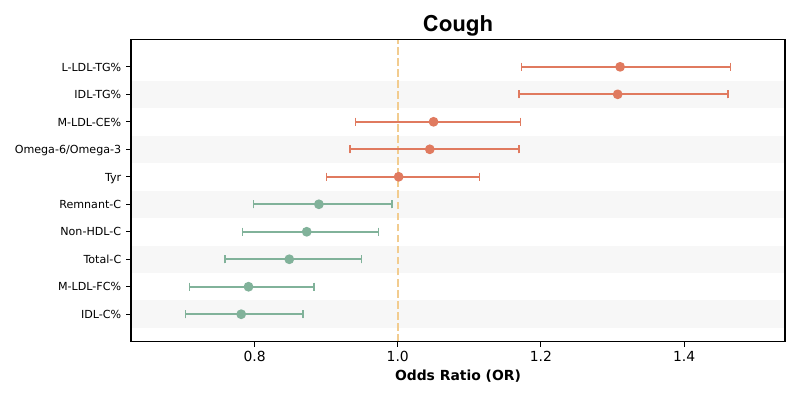 Cough
L-LDL-TG%
IDL-TG%
M-LDL-CE%
Omega-6/Omega-3
Tyr
Remnant-C
Non-HDL-C
Total-C
M-LDL-FC%
IDL-C%
0.8 1.0 1.2 1.4
Odds Ratio (OR)